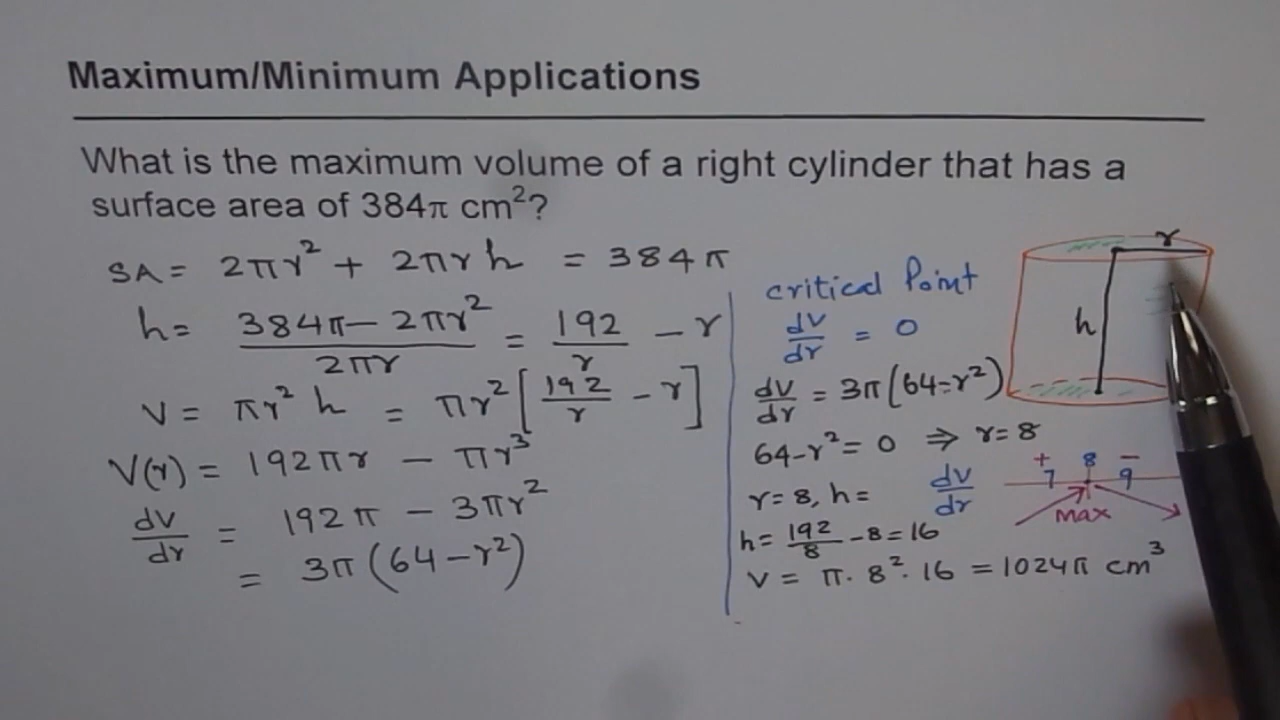 Maximum/Minimum Applications
What is the maximum volume of a right cylinder that has a
surface area of 384π cm²?
SA = 2πr² + 2πrh = 384π
h = (384π − 2πr²)/(2πr) = 192/r − r
V = πr² h = πr² [192/r − r]
V(r) = 192πr − πr³
dV/dr = 192π − 3πr²
= 3π(64 − r²)
critical Point
dV/dr = 0
dV/dr = 3π(64 − r²)
64 − r² = 0 ⇒ r = 8
r = 8, h =
h = 192/8 − 8 = 16
V = π · 8² · 16 = 1024π cm³
dV/dr
+ 8 −
7 9
max
r
h